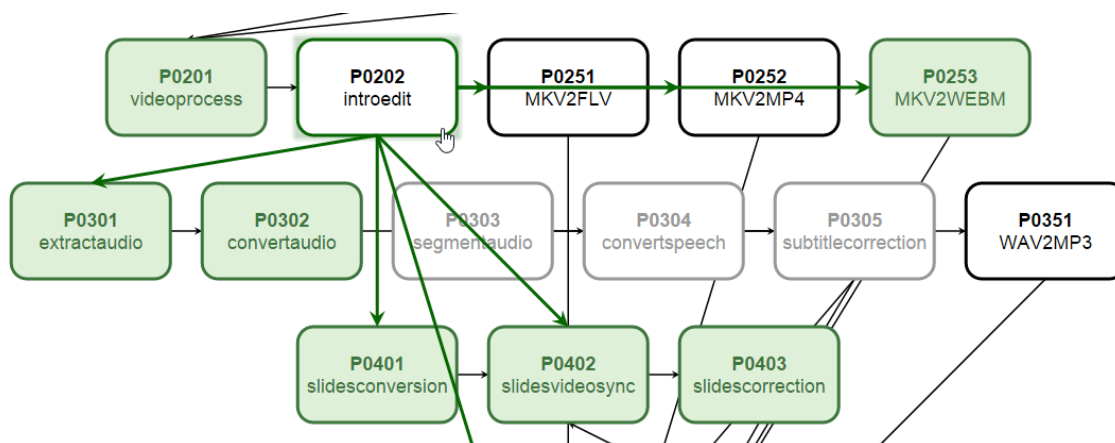 P0201
videoprocess
P0202
introedit
P0251
MKV2FLV
P0252
MKV2MP4
P0253
MKV2WEBM
P0301
extractaudio
P0302
convertaudio
P0303
segmentaudio
P0304
convertspeech
P0305
subtitlecorrection
P0351
WAV2MP3
P0401
slidesconversion
P0402
slidesvideosync
P0403
slidescorrection